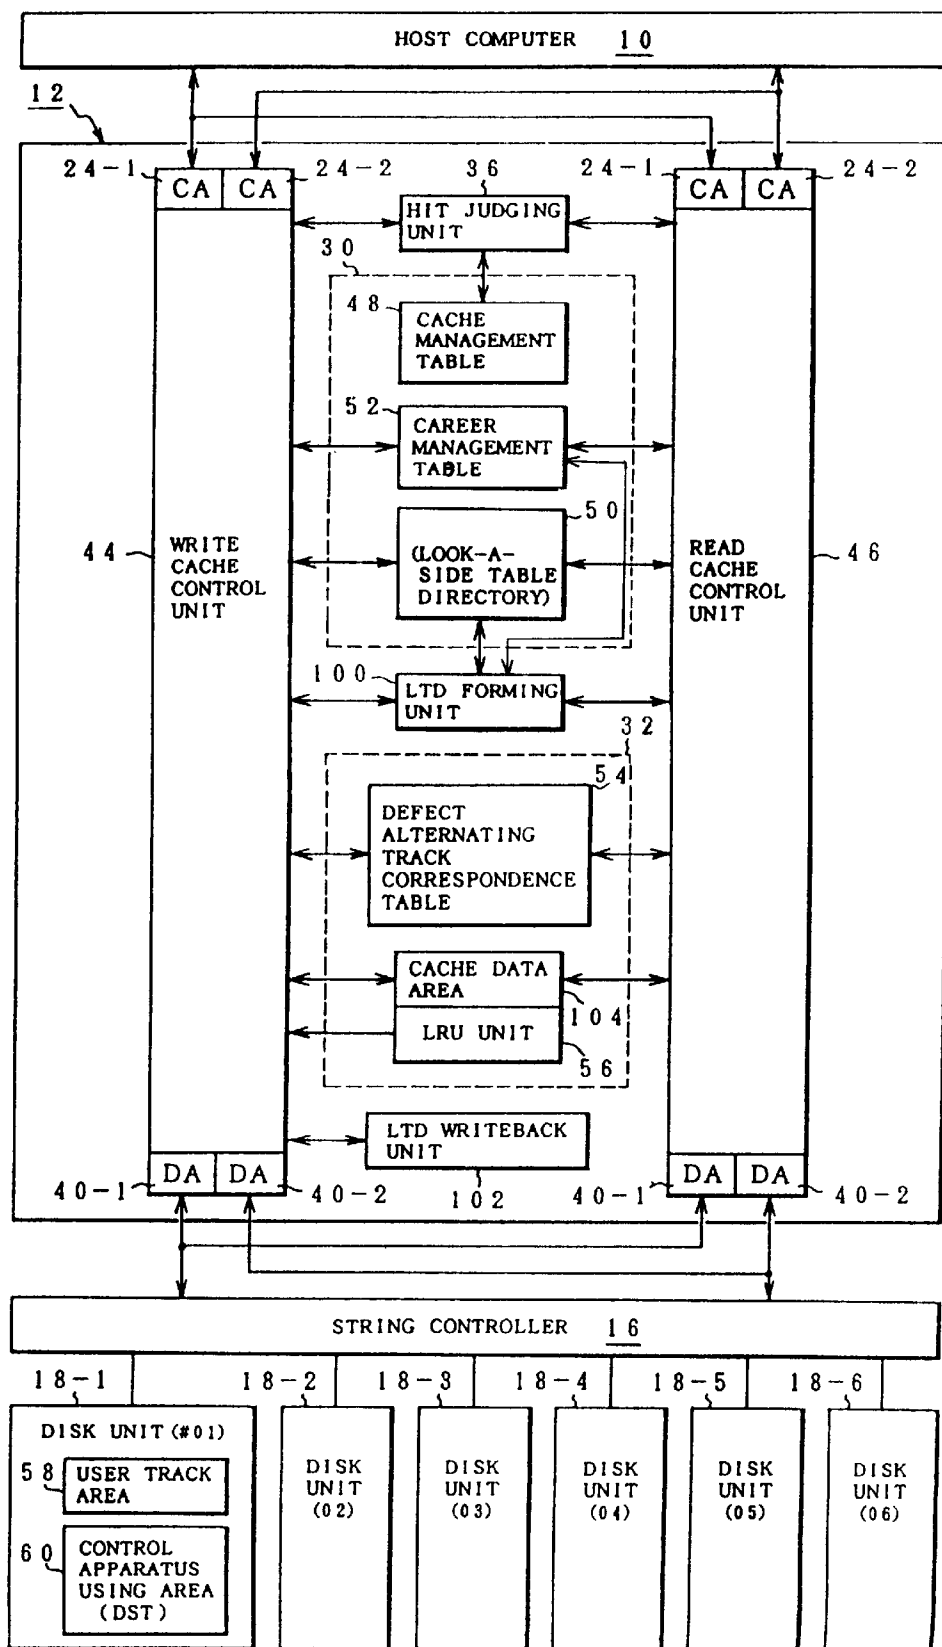 HOST COMPUTER 10
12
24-1
24-2
36
24-1
24-2
CA CA
CA CA
HIT JUDGING
UNIT
30
48
CACHE
MANAGEMENT
TABLE
52
CAREER
MANAGEMENT
TABLE
50
44
WRITE
CACHE
CONTROL
UNIT
(LOOK-A-
SIDE TABLE
DIRECTORY)
READ
CACHE
CONTROL
UNIT
46
100
LTD FORMING
UNIT
32
54
DEFECT
ALTERNATING
TRACK
CORRESPONDENCE
TABLE
CACHE DATA
AREA
104
LRU UNIT
56
LTD WRITEBACK
UNIT
DA DA
DA DA
40-1
40-2
102
40-1
40-2
STRING CONTROLLER 16
18-1
18-2
18-3
18-4
18-5
18-6
DISK UNIT (#01)
58
USER TRACK
AREA
60
CONTROL
APPARATUS
USING AREA
(DST)
DISK
UNIT
(02)
DISK
UNIT
(03)
DISK
UNIT
(04)
DISK
UNIT
(05)
DISK
UNIT
(06)